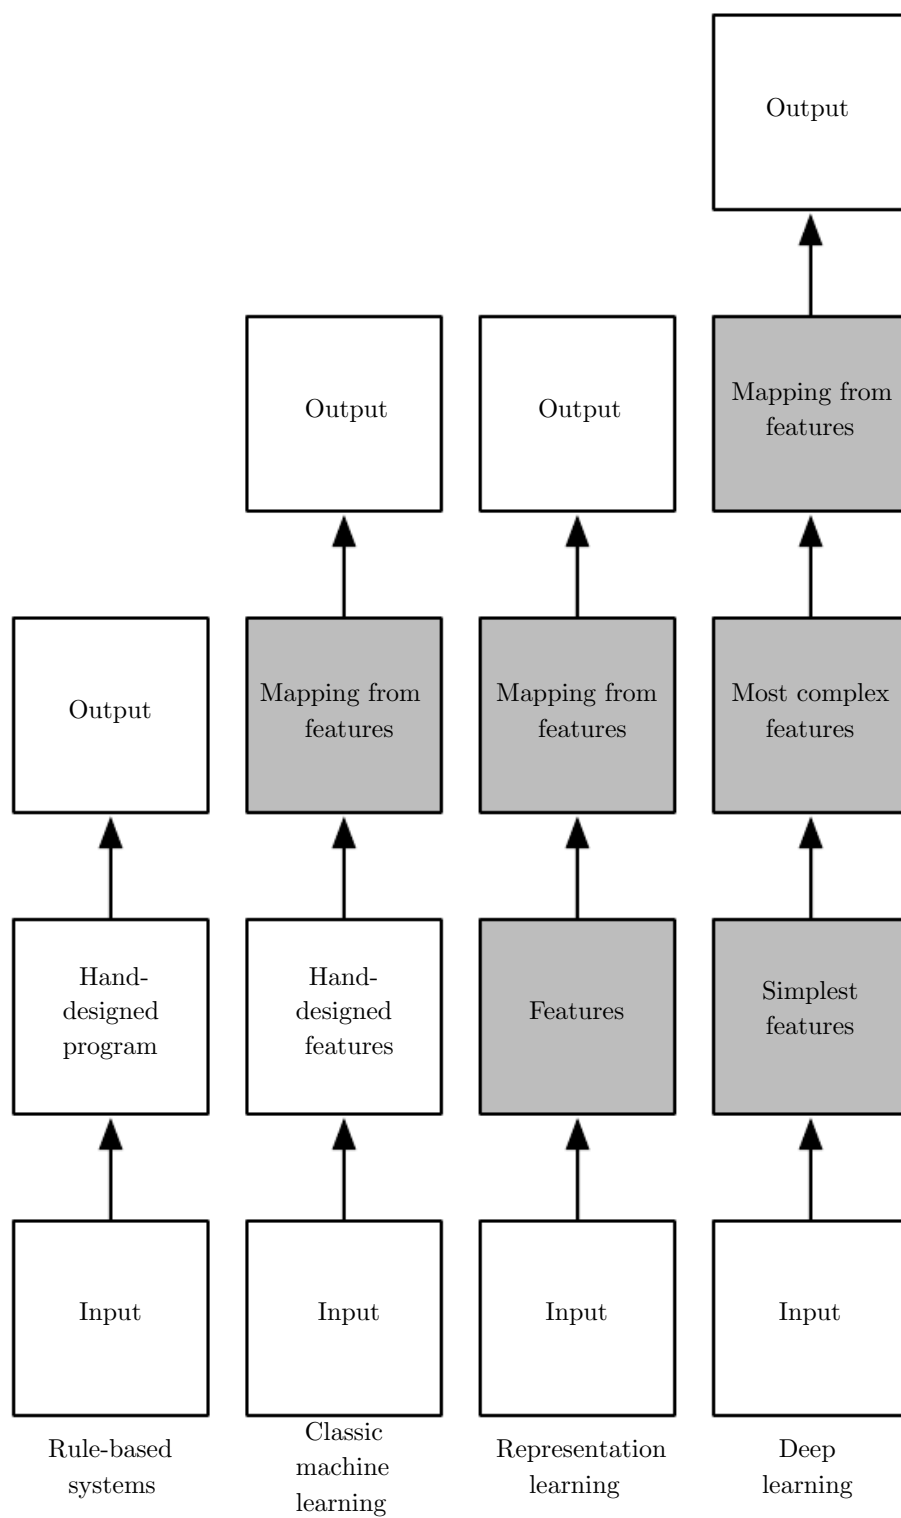 Output
Output
Output
Mapping from
features
Output
Mapping from
features
Mapping from
features
Most complex
features
Hand-
designed
program
Hand-
designed
features
Features
Simplest
features
Input
Input
Input
Input
Rule-based
systems
Classic
machine
learning
Representation
learning
Deep
learning